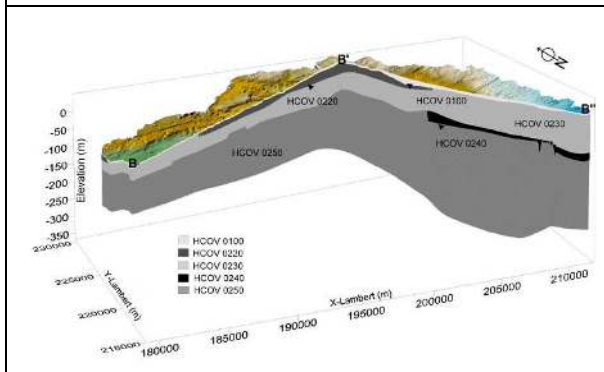 B'
N
B''
0
-50
-100
-150
-200
-250
-300
-350
Elevation (m)
B
HCOV 0220
HCOV 0100
HCOV 0230
HCOV 0240
HCOV 0250
HCOV 0100
HCOV 0220
HCOV 0230
HCOV 0240
HCOV 0250
230000
225000
220000
215000
Y-Lambert (m)
X-Lambert (m)
180000
185000
190000
195000
200000
205000
210000